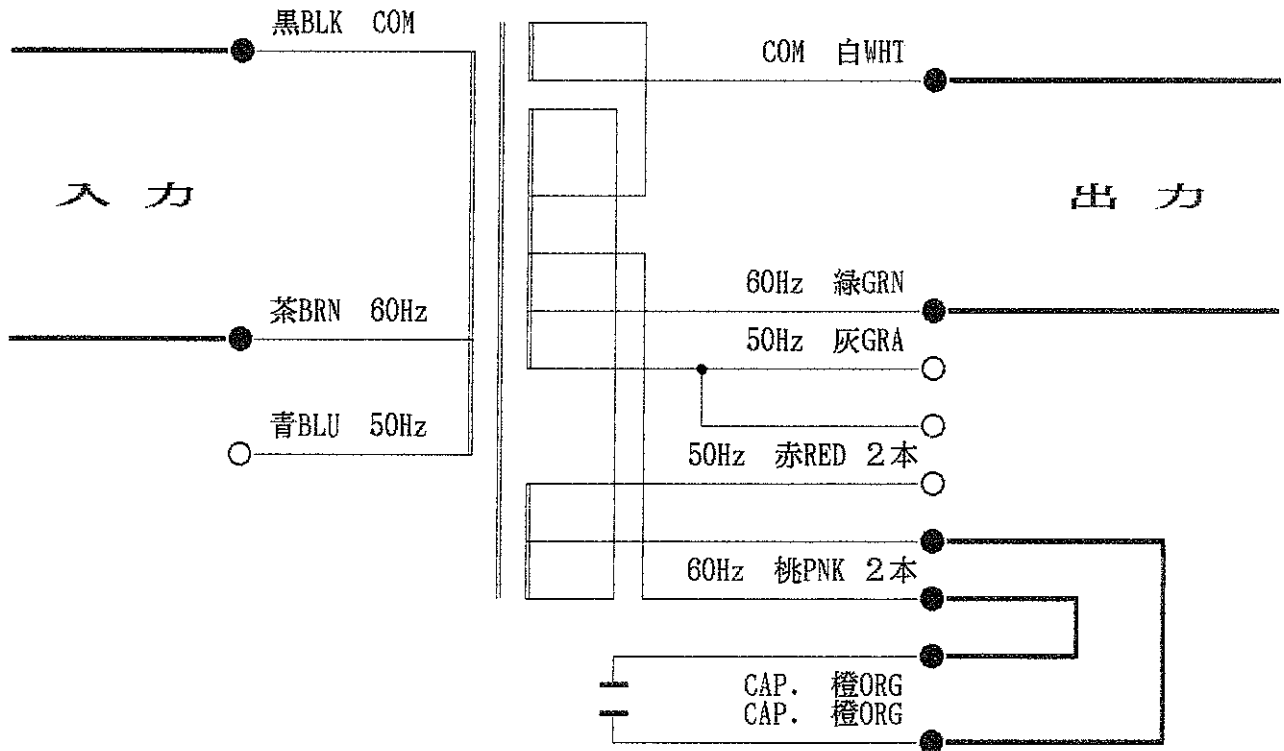 黒BLK COM
COM 白WHT
入 力
出 力
60Hz 緑GRN
茶BRN 60Hz
50Hz 灰GRA
青BLU 50Hz
50Hz 赤RED 2本
60Hz 桃PNK 2本
CAP. 橙ORG
CAP. 橙ORG